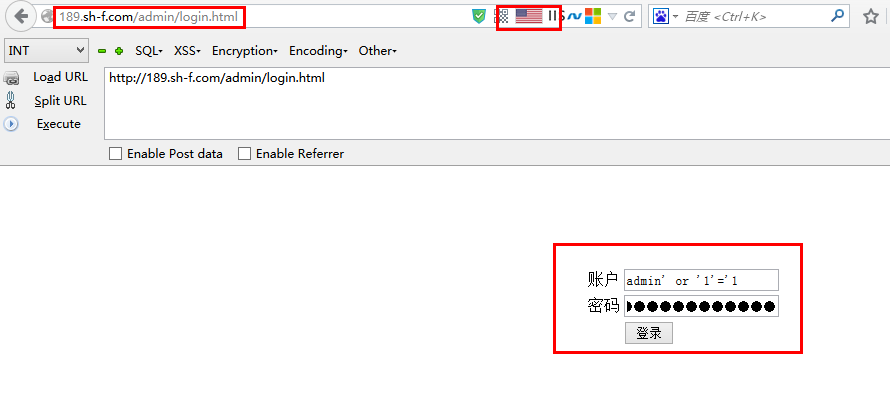 189.sh-f.com/admin/login.html
百度 <Ctrl+K>
INT
SQL
XSS
Encryption
Encoding
Other
Load URL
http://189.sh-f.com/admin/login.html
Split URL
Execute
Enable Post data
Enable Referrer
账户
admin' or '1'='1
密码
登录